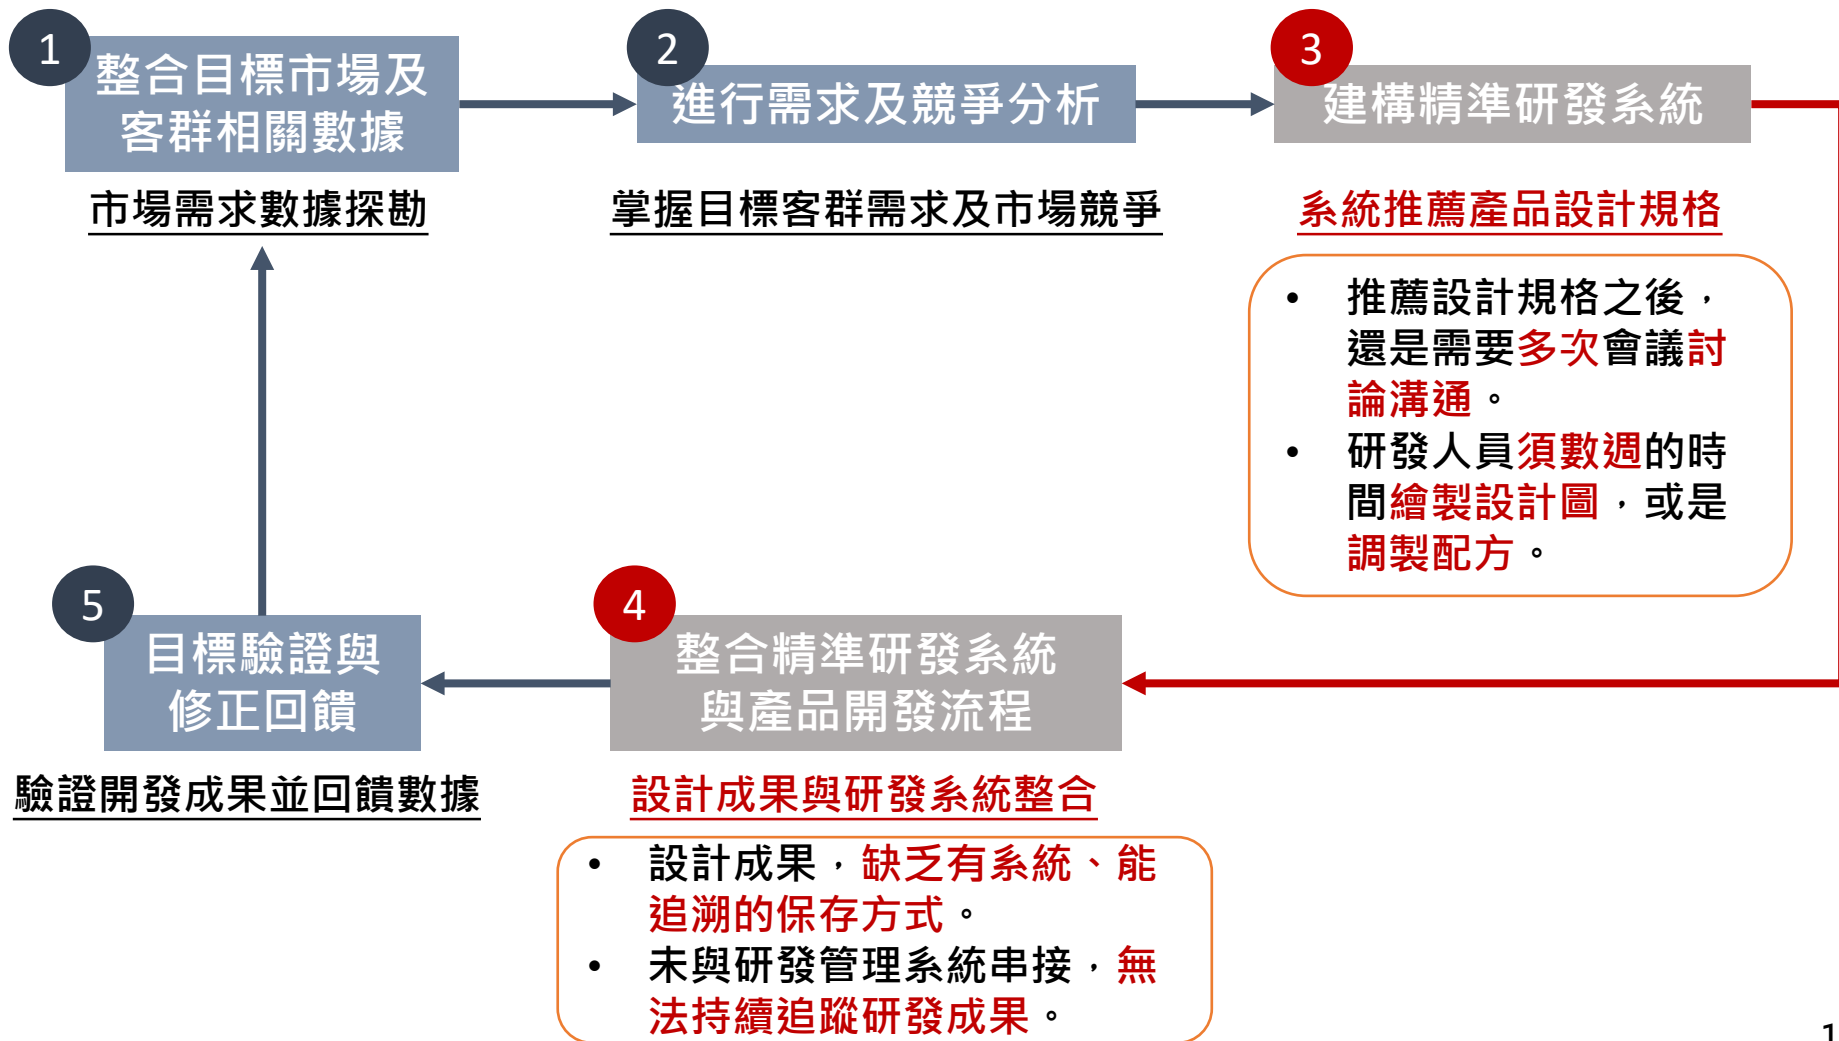 1
整合目標市場及
客群相關數據
市場需求數據探勘
2
進行需求及競爭分析
掌握目標客群需求及市場競爭
3
建構精準研發系統
系統推薦產品設計規格
• 推薦設計規格之後，
還是需要多次會議討
論溝通。
• 研發人員須數週的時
間繪製設計圖，或是
調製配方。
4
整合精準研發系統
與產品開發流程
設計成果與研發系統整合
• 設計成果，缺乏有系統、能
追溯的保存方式。
• 未與研發管理系統串接，無
法持續追蹤研發成果。
5
目標驗證與
修正回饋
驗證開發成果並回饋數據
1